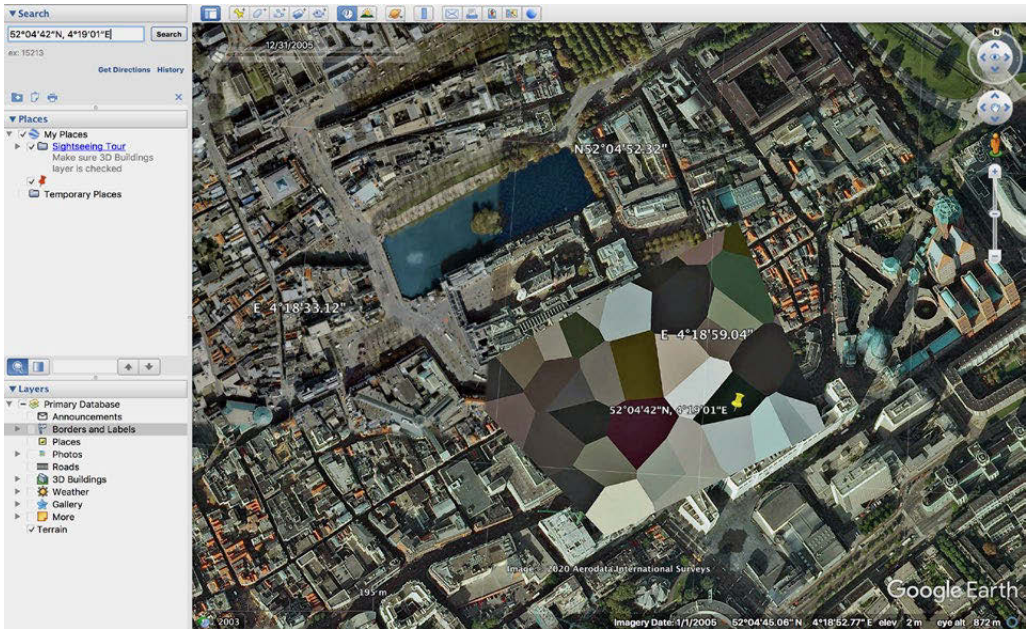 Search
52°04'42"N, 4°19'01"E
Search
ex: 15213
Get Directions History
Places
My Places
Sightseeing Tour
Make sure 3D Buildings
layer is checked
Temporary Places
Layers
Primary Database
Announcements
Borders and Labels
Places
Photos
Roads
3D Buildings
Weather
Gallery
More
Terrain
12/31/2005
N
N52°04'52.32"
E 4°18'33.12"
E 4°18'59.04"
52°04'42"N, 4°19'01"E
2020 Aerodata International Surveys
195 m
Google Earth
2003
Imagery Date: 1/1/2005 52°04'45.06" N 4°18'52.77" E elev 2 m eye alt 872 m